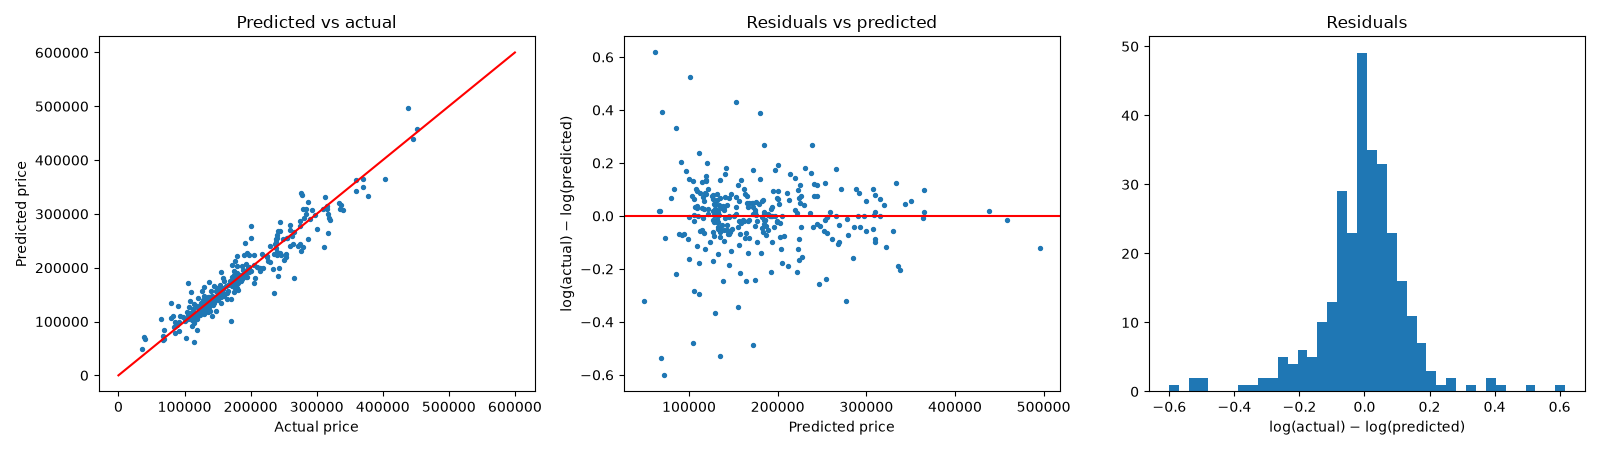 Predicted vs actual
Predicted price
600000
500000
400000
300000
200000
100000
0
0 100000 200000 300000 400000 500000 600000
Actual price
Residuals vs predicted
log(actual) − log(predicted)
0.6
0.4
0.2
0.0
−0.2
−0.4
−0.6
100000 200000 300000 400000 500000
Predicted price
Residuals
50
40
30
20
10
0
−0.6 −0.4 −0.2 0.0 0.2 0.4 0.6
log(actual) − log(predicted)